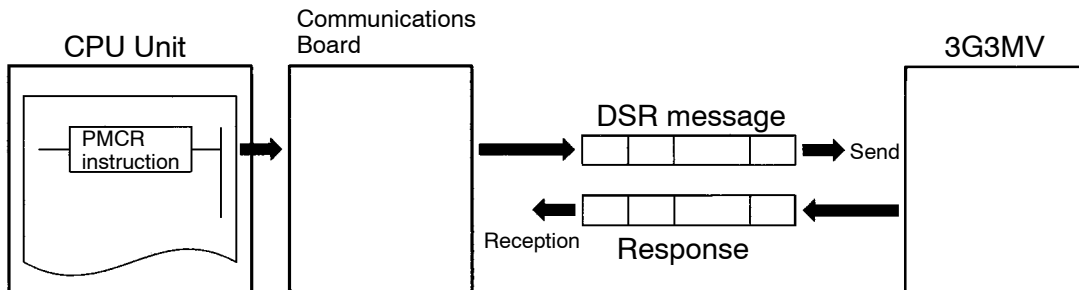 Communications
Board
CPU Unit
3G3MV
PMCR
instruction
DSR message
Send
Reception
Response